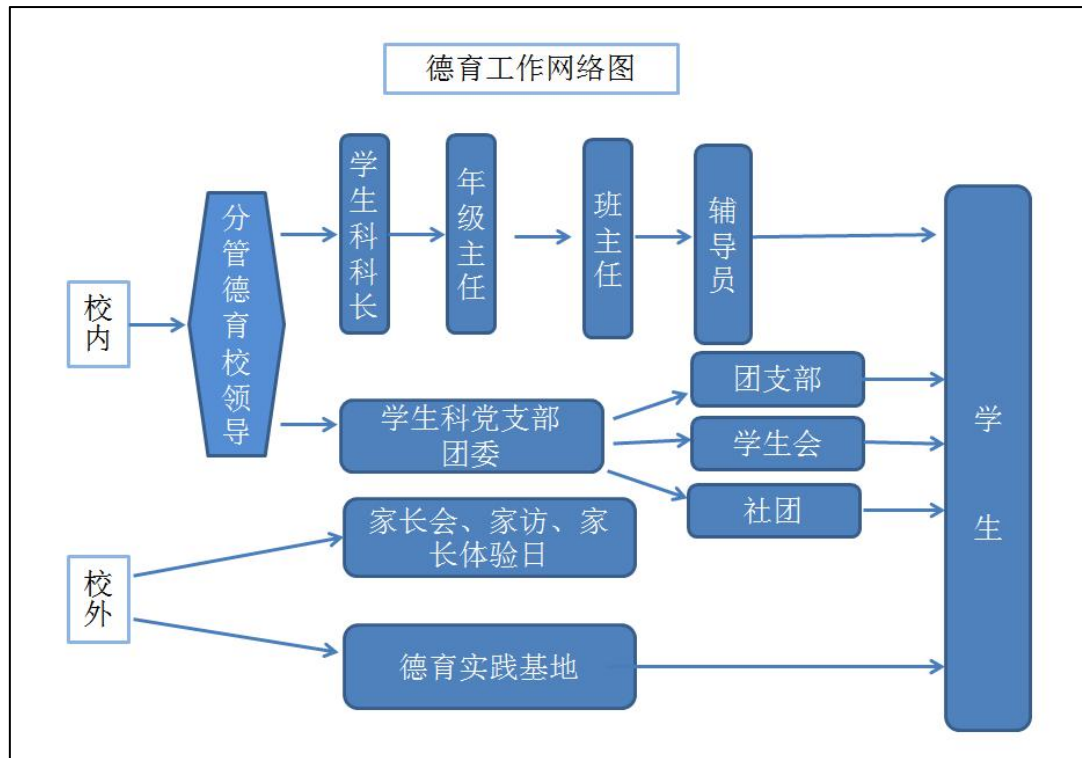 德育工作网络图
校内
分管德育校领导
学生科科长
年级主任
班主任
辅导员
学生科党支部
团委
团支部
学生会
社团
校外
家长会、家访、家
长体验日
德育实践基地
学生